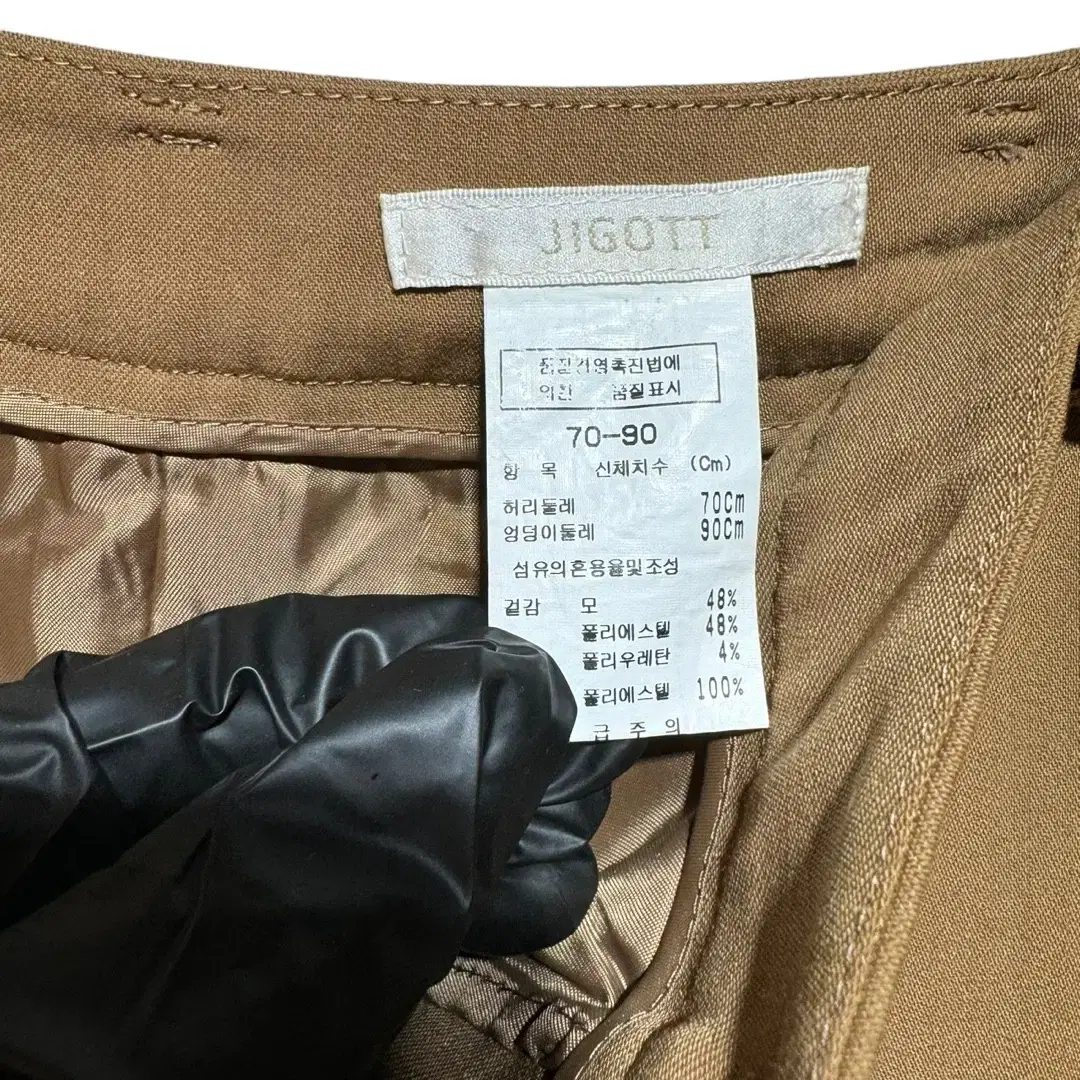 JIGOTT
품질경영촉진법에
의한 품질표시
70-90
항 목 신체치수 (Cm)
허리둘레 70Cm
엉덩이둘레 90Cm
섬유의혼용율및조성
겉감 모 48%
폴리에스텔 48%
폴리우레탄 4%
폴리에스텔 100%
급 주 의